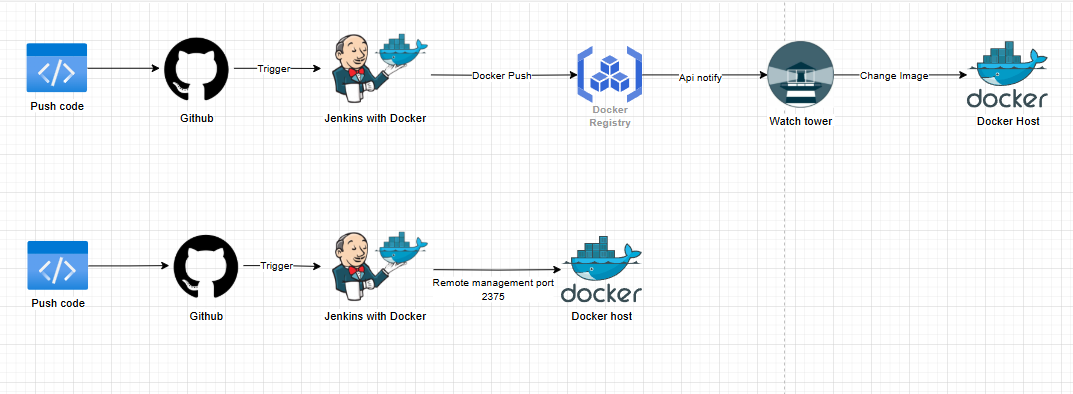 Push code
Github
Trigger
Jenkins with Docker
Docker Push
Docker
Registry
Api notify
Watch tower
Change Image
docker
Docker Host
Push code
Github
Trigger
Jenkins with Docker
Remote management port
2375
docker
Docker host